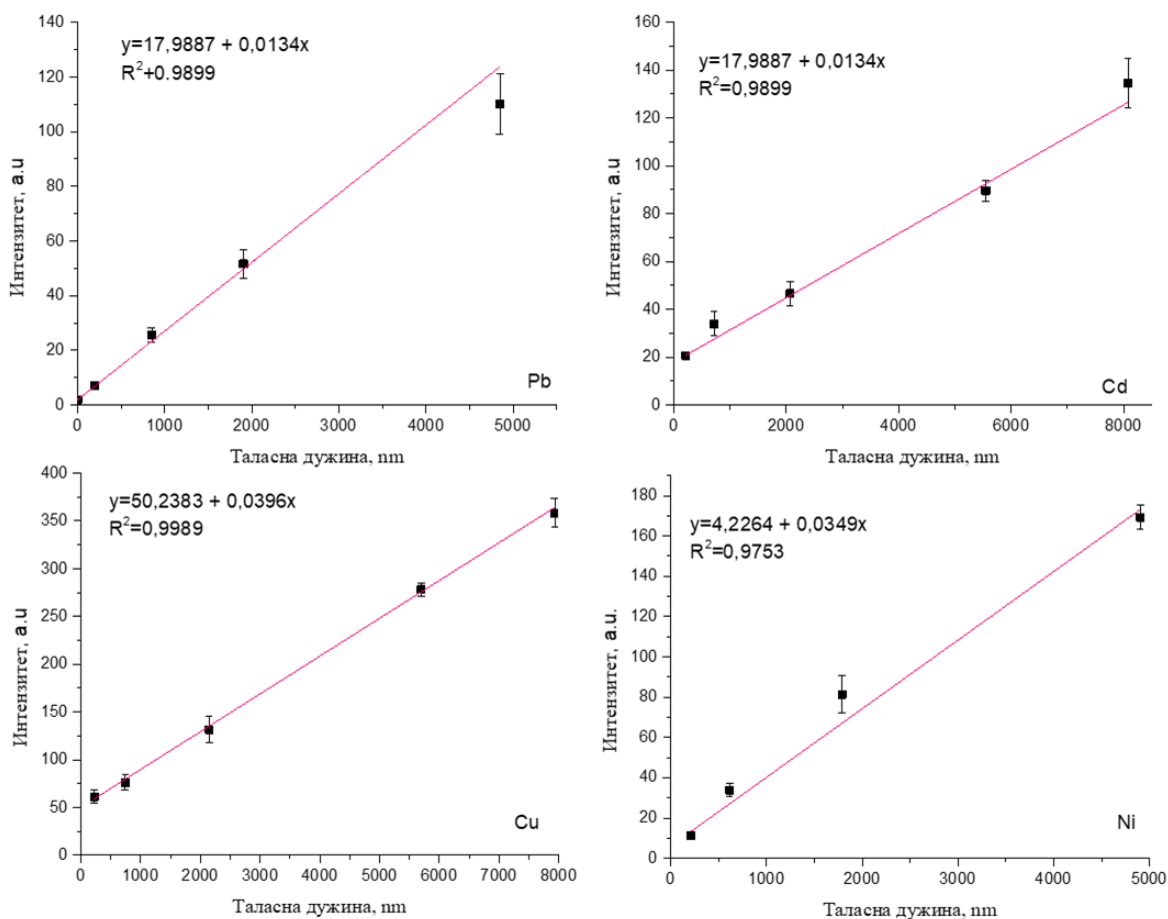 y=17,9887 + 0,0134x
R²+0.9899
Интензитет, a.u
140
120
100
80
60
40
20
0
Pb
0 1000 2000 3000 4000 5000
Таласна дужина, nm
y=17,9887 + 0,0134x
R²=0,9899
Интензитет, a.u
160
140
120
100
80
60
40
20
0
Cd
0 2000 4000 6000 8000
Таласна дужина, nm
y=50,2383 + 0,0396x
R²=0,9989
Интензитет, a.u
400
350
300
250
200
150
100
50
0
Cu
0 1000 2000 3000 4000 5000 6000 7000 8000
Таласна дужина, nm
y=4,2264 + 0,0349x
R²=0,9753
Интензитет, a.u.
180
160
140
120
100
80
60
40
20
0
Ni
0 1000 2000 3000 4000 5000
Таласна дужина, nm